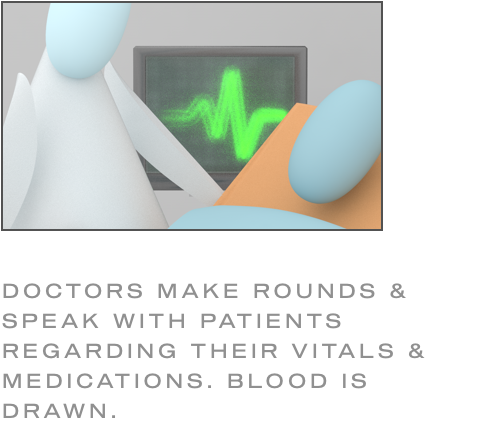 DOCTORS MAKE ROUNDS &
SPEAK WITH PATIENTS
REGARDING THEIR VITALS &
MEDICATIONS. BLOOD IS
DRAWN.